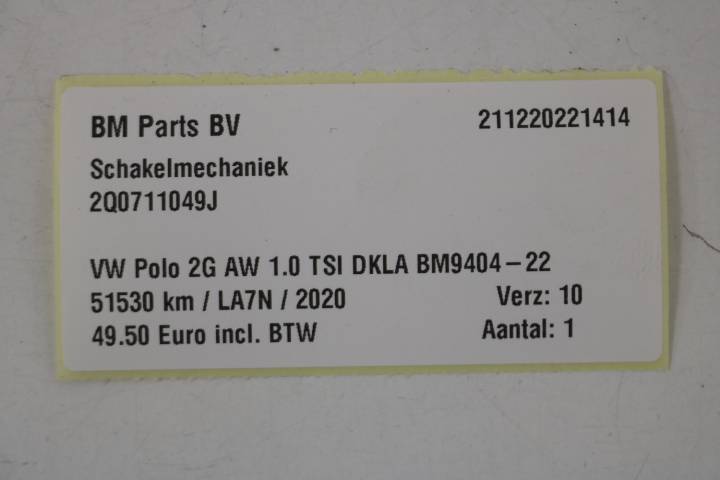 BM Parts BV 211220221414
Schakelmechaniek
2Q0711049J
VW Polo 2G AW 1.0 TSI DKLA BM9404-22
51530 km / LA7N / 2020 Verz: 10
49.50 Euro incl. BTW Aantal: 1